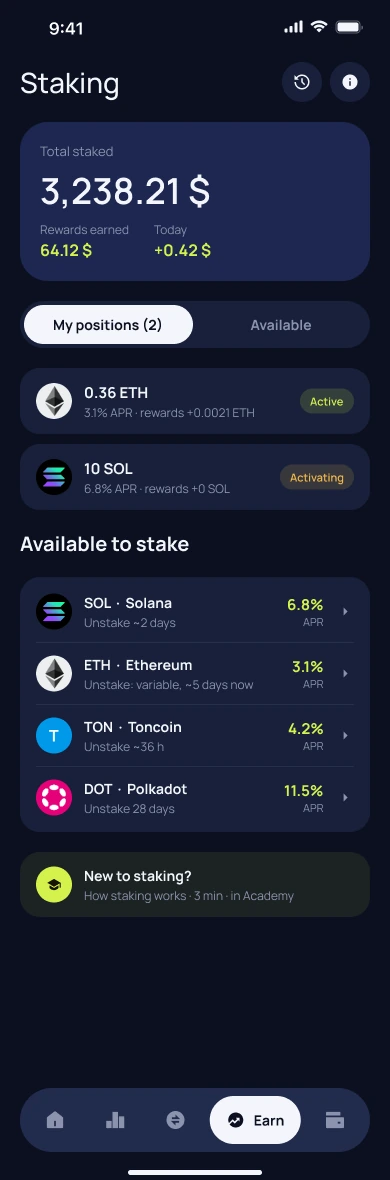 9:41
Staking
Total staked
3,238.21 $
Rewards earned
Today
64.12 $
+0.42 $
My positions (2)
Available
0.36 ETH
3.1% APR · rewards +0.0021 ETH
Active
10 SOL
6.8% APR · rewards +0 SOL
Activating
Available to stake
SOL · Solana
Unstake ~2 days
6.8%
APR
ETH · Ethereum
Unstake: variable, ~5 days now
3.1%
APR
TON · Toncoin
Unstake ~36 h
4.2%
APR
T
DOT · Polkadot
Unstake 28 days
11.5%
APR
New to staking?
How staking works · 3 min · in Academy
Earn